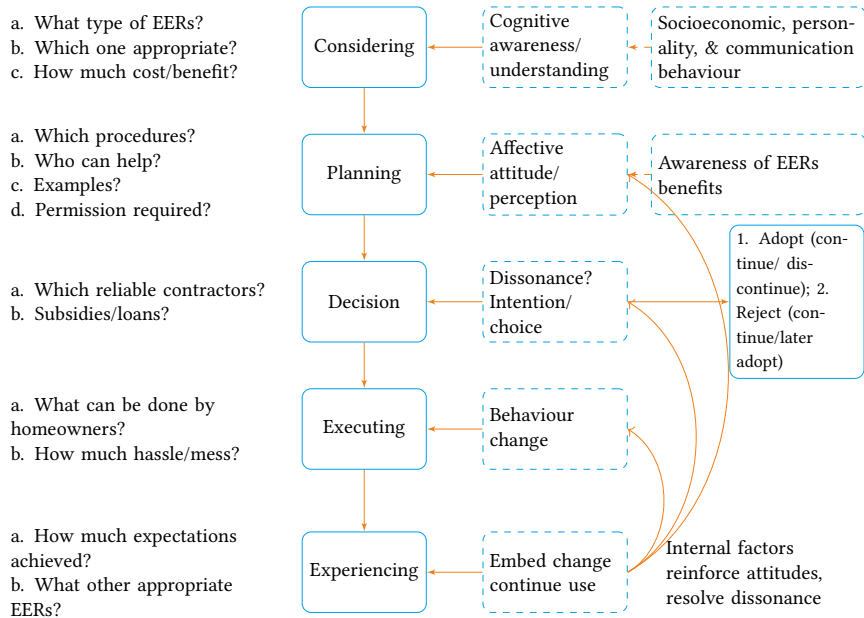 a. What type of EERs?
b. Which one appropriate?
c. How much cost/benefit?
Considering
Cognitive
awareness/
understanding
Socioeconomic, person-
ality, & communication
behaviour
a. Which procedures?
b. Who can help?
c. Examples?
d. Permission required?
Planning
Affective
attitude/
perception
Awareness of EERs
benefits
a. Which reliable contractors?
b. Subsidies/loans?
Decision
Dissonance?
Intention/
choice
1. Adopt (con-
tinue/ dis-
continue); 2.
Reject (con-
tinue/later
adopt)
a. What can be done by
homeowners?
b. How much hassle/mess?
Executing
Behaviour
change
a. How much expectations
achieved?
b. What other appropriate
EERs?
Experiencing
Embed change
continue use
Internal factors
reinforce attitudes,
resolve dissonance